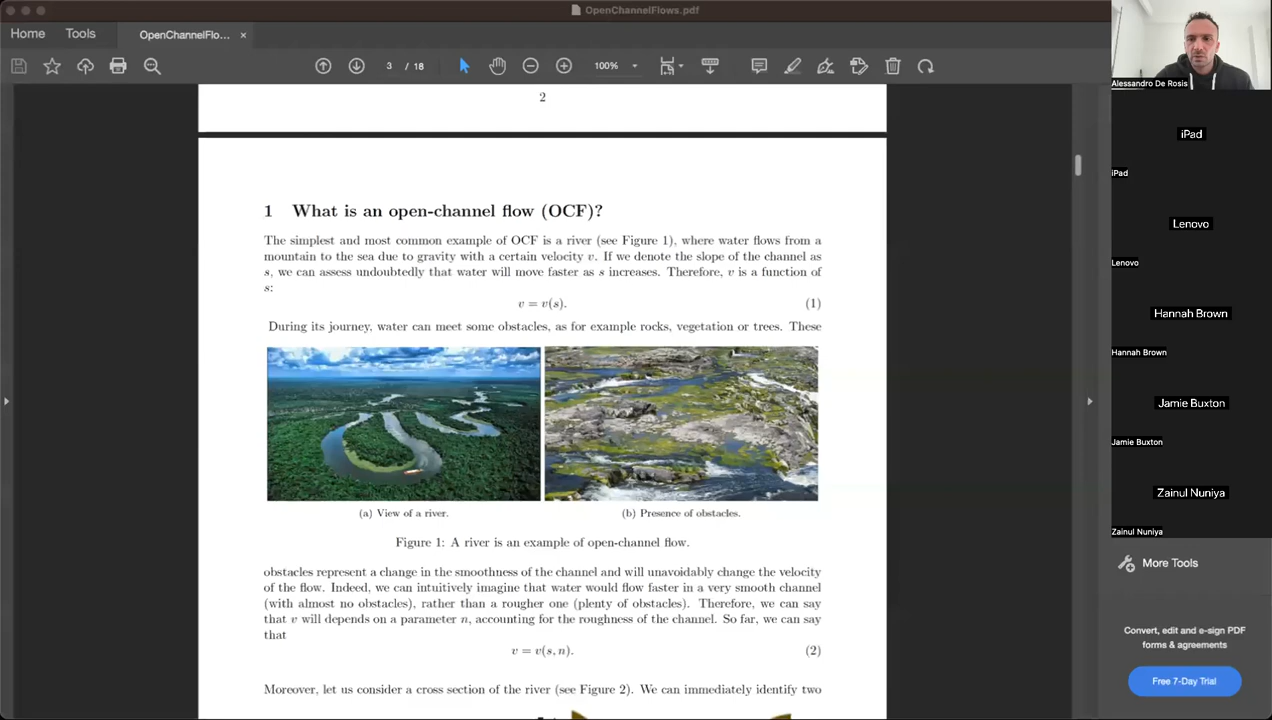 OpenChannelFlows.pdf
Home
Tools
OpenChannelFlo... ×
3 / 18
100%
2
1 What is an open-channel flow (OCF)?
The simplest and most common example of OCF is a river (see Figure 1), where water flows from a
mountain to the sea due to gravity with a certain velocity v. If we denote the slope of the channel as
s, we can assess undoubtedly that water will move faster as s increases. Therefore, v is a function of
s:
v = v(s). (1)
During its journey, water can meet some obstacles, as for example rocks, vegetation or trees. These
(a) View of a river.
(b) Presence of obstacles.
Figure 1: A river is an example of open-channel flow.
obstacles represent a change in the smoothness of the channel and will unavoidably change the velocity
of the flow. Indeed, we can intuitively imagine that water would flow faster in a very smooth channel
(with almost no obstacles), rather than a rougher one (plenty of obstacles). Therefore, we can say
that v will depends on a parameter n, accounting for the roughness of the channel. So far, we can say
that
v = v(s, n). (2)
Moreover, let us consider a cross section of the river (see Figure 2). We can immediately identify two
Alessandro De Rosis
iPad
iPad
Lenovo
Lenovo
Hannah Brown
Hannah Brown
Jamie Buxton
Jamie Buxton
Zainul Nuniya
Zainul Nuniya
More Tools
Convert, edit and e-sign PDF
forms & agreements
Free 7-Day Trial